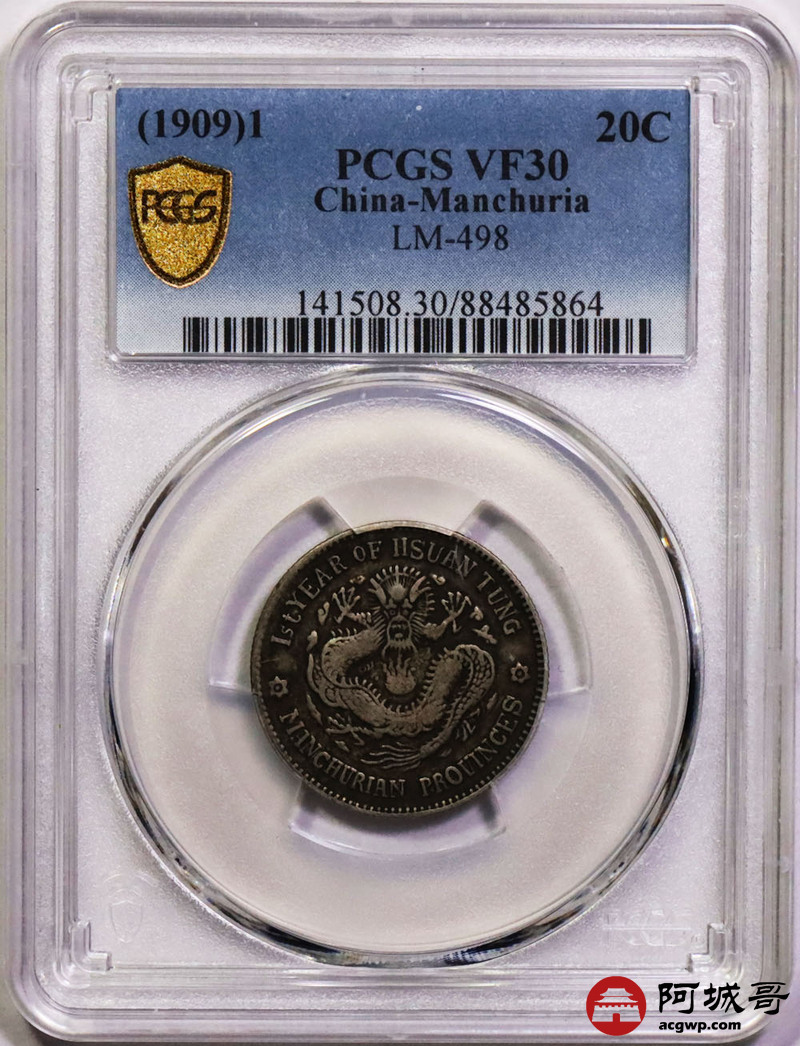 (1909)1 20C
PCGS VF30
PCGS
China-Manchuria
LM-498
141508.30/88485864
1st YEAR OF HSUAN TUNG
MANCHURIAN PROVINCES
阿城哥
acgwp.com